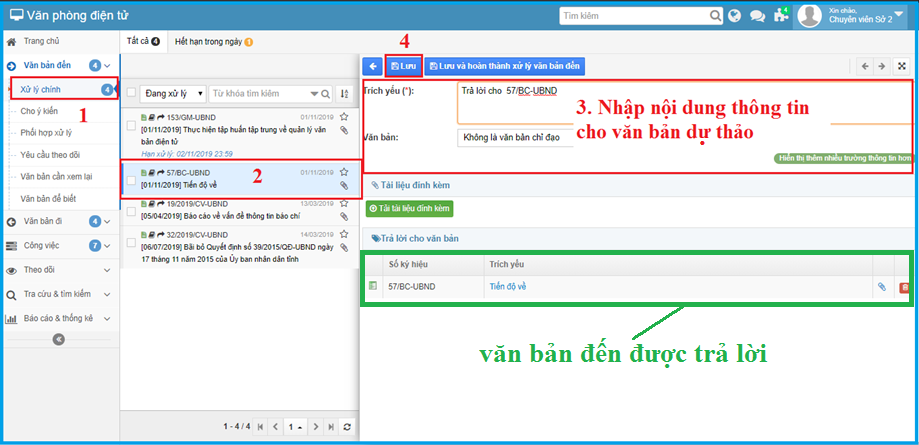 Văn phòng điện tử
Tìm kiếm
4
Xin chào,
Chuyên viên Sở 2
Trang chủ
Văn bản đến 4
Xử lý chính 4
1
Cho ý kiến
Phối hợp xử lý
Yêu cầu theo dõi
Văn bản cần xem lại
Văn bản để biết
Văn bản đi 4
Công việc 7
Theo dõi
Tra cứu & tìm kiếm
Báo cáo & thống kê
Tất cả 4 Hết hạn trong ngày 1
Đang xử lý Từ khóa tìm kiếm
153/GM-UBND 01/11/2019
[01/11/2019] Thực hiện tập huấn tập trung về quản lý văn
bản điện tử
Hạn xử lý: 02/11/2019 23:59
57/BC-UBND 01/11/2019
[01/11/2019] Tiến độ về
2
19/2019/CV-UBND 13/03/2019
[05/04/2019] Báo cáo về vấn đề thông tin báo chí
32/2019/CV-UBND 14/03/2019
[06/07/2019] Bãi bỏ Quyết định số 39/2015/QĐ-UBND ngày
17 tháng 11 năm 2015 của Ủy ban nhân dân tỉnh
1 - 4 / 4 1
4
Lưu Lưu và hoàn thành xử lý văn bản đến
Trích yếu (*): Trả lời cho 57/BC-UBND
3. Nhập nội dung thông tin
cho văn bản dự thảo
Văn bản: Không là văn bản chỉ đạo
Hiển thị thêm nhiều trường thông tin hơn
Tài liệu đính kèm
Tải tài liệu đính kèm
Trả lời cho văn bản
Số ký hiệu Trích yếu
57/BC-UBND Tiến độ về
văn bản đến được trả lời